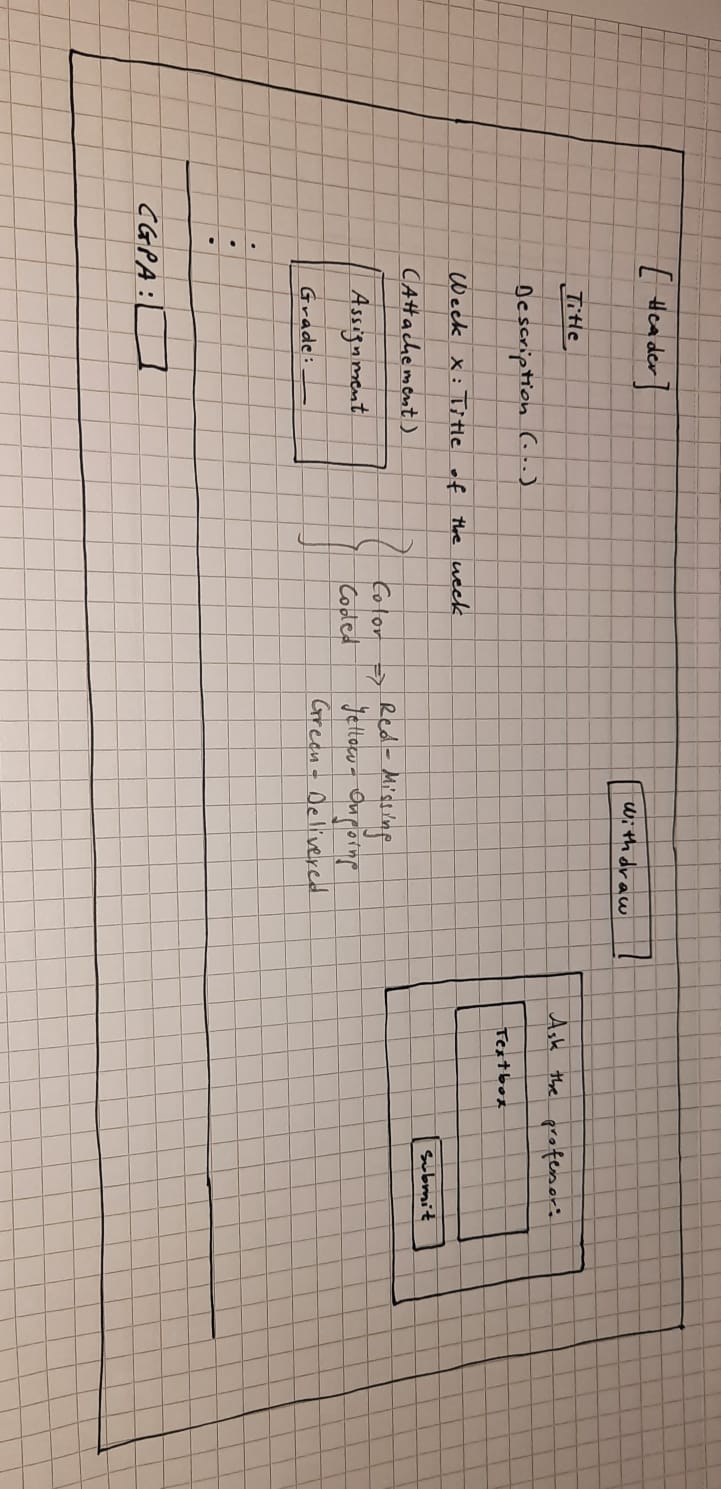 [Header]
Withdraw
Title
Description (...)
Ask the professor:
Textbox
Submit
Week x: Title of the week
(Attachement)
Assignment
Grade: __
Color => Red - Missing
Coded Yellow - Ongoing
Green - Delivered
CGPA: